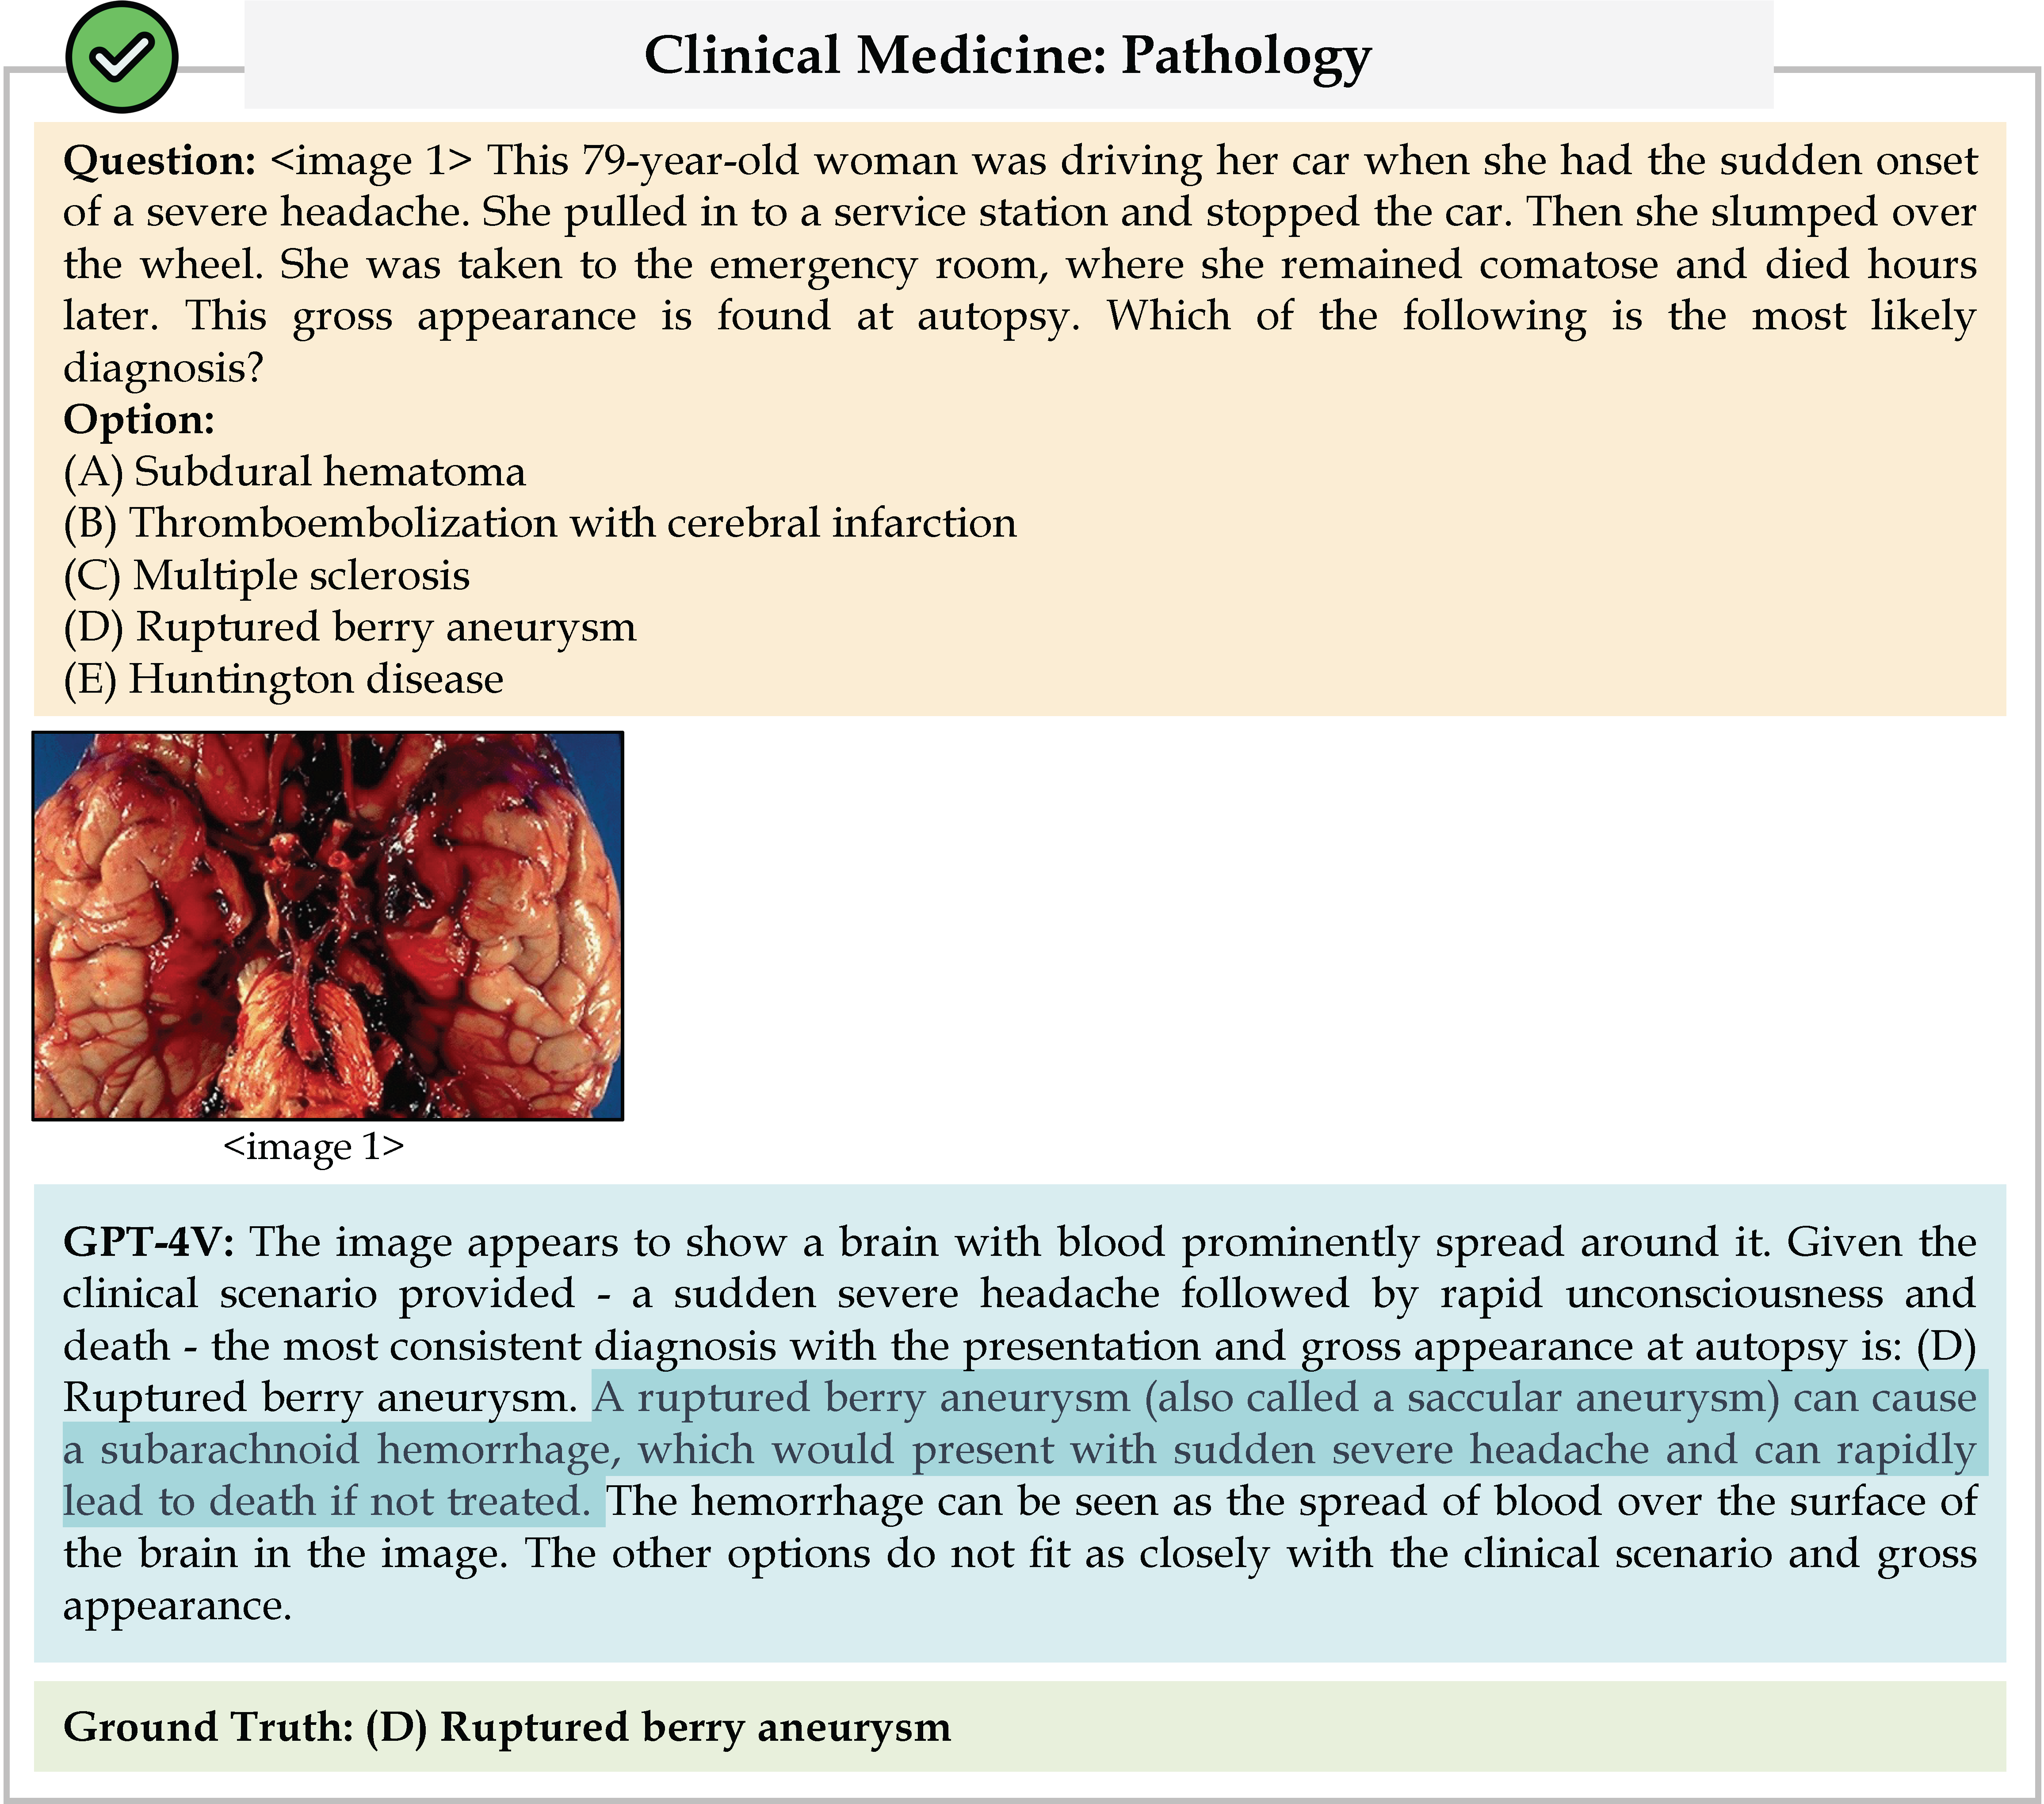 Clinical Medicine: Pathology
Question: <image 1> This 79-year-old woman was driving her car when she had the sudden onset
of a severe headache. She pulled in to a service station and stopped the car. Then she slumped over
the wheel. She was taken to the emergency room, where she remained comatose and died hours
later. This gross appearance is found at autopsy. Which of the following is the most likely
diagnosis?
Option:
(A) Subdural hematoma
(B) Thromboembolization with cerebral infarction
(C) Multiple sclerosis
(D) Ruptured berry aneurysm
(E) Huntington disease
<image 1>
GPT-4V: The image appears to show a brain with blood prominently spread around it. Given the
clinical scenario provided - a sudden severe headache followed by rapid unconsciousness and
death - the most consistent diagnosis with the presentation and gross appearance at autopsy is: (D)
Ruptured berry aneurysm. A ruptured berry aneurysm (also called a saccular aneurysm) can cause
a subarachnoid hemorrhage, which would present with sudden severe headache and can rapidly
lead to death if not treated. The hemorrhage can be seen as the spread of blood over the surface of
the brain in the image. The other options do not fit as closely with the clinical scenario and gross
appearance.
Ground Truth: (D) Ruptured berry aneurysm